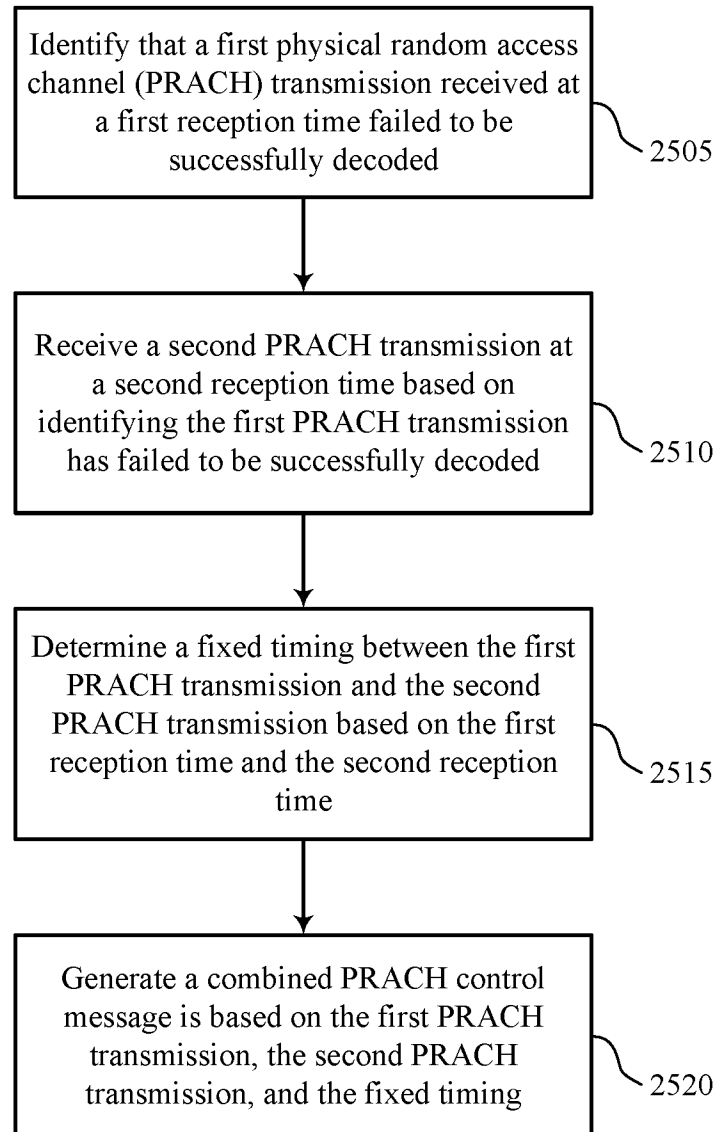 Identify that a first physical random access
channel (PRACH) transmission received at
a first reception time failed to be
successfully decoded
2505
Receive a second PRACH transmission at
a second reception time based on
identifying the first PRACH transmission
has failed to be successfully decoded
2510
Determine a fixed timing between the first
PRACH transmission and the second
PRACH transmission based on the first
reception time and the second reception
time
2515
Generate a combined PRACH control
message is based on the first PRACH
transmission, the second PRACH
transmission, and the fixed timing
2520